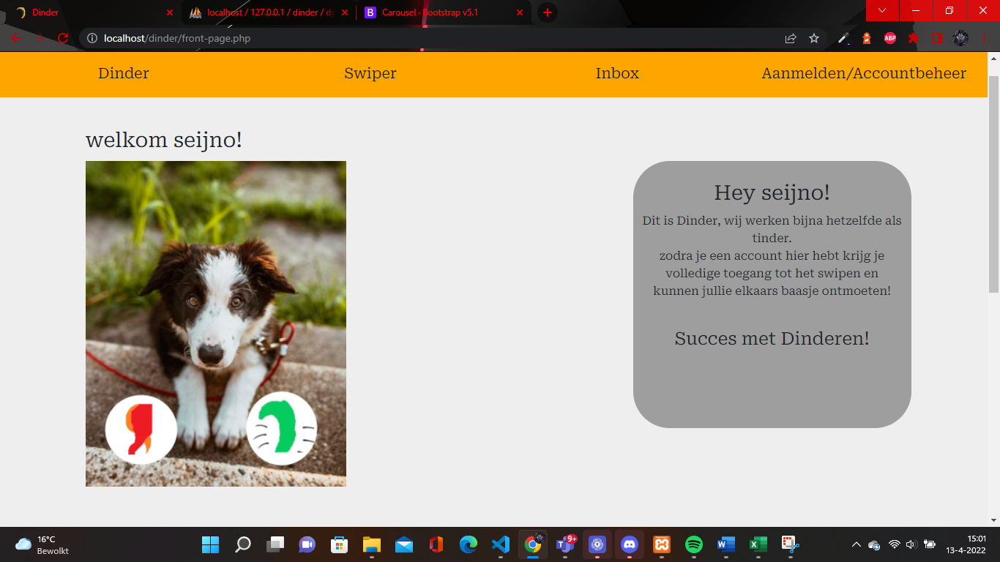 Dinder
localhost / 127.0.0.1 / dinder / de
Carousel · Bootstrap v5.1
localhost/dinder/front-page.php
ABP
Dinder
Swiper
Inbox
Aanmelden/Accountbeheer
welkom seijno!
Hey seijno!
Dit is Dinder, wij werken bijna hetzelfde als
tinder.
zodra je een account hier hebt krijg je
volledige toegang tot het swipen en
kunnen jullie elkaars baasje ontmoeten!
Succes met Dinderen!
16°C
Bewolkt
9+
15:01
13-4-2022